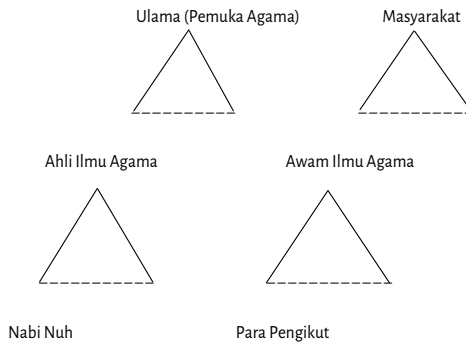 Ulama (Pemuka Agama)
Masyarakat
Ahli Ilmu Agama
Awam Ilmu Agama
Nabi Nuh
Para Pengikut